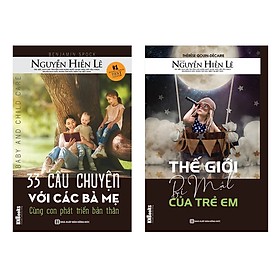 BENJAMIN SPOCK
NGUYỄN HIẾN LÊ
BABY AND CHILD CARE
33 CÂU CHUYỆN
VỚI CÁC BÀ MẸ
Cùng con phát triển bản thân
THÉRÈSE GOUIN-DÉCARIE
NGUYỄN HIẾN LÊ
THẾ GIỚI
Bí Mật
CỦA TRẺ EM